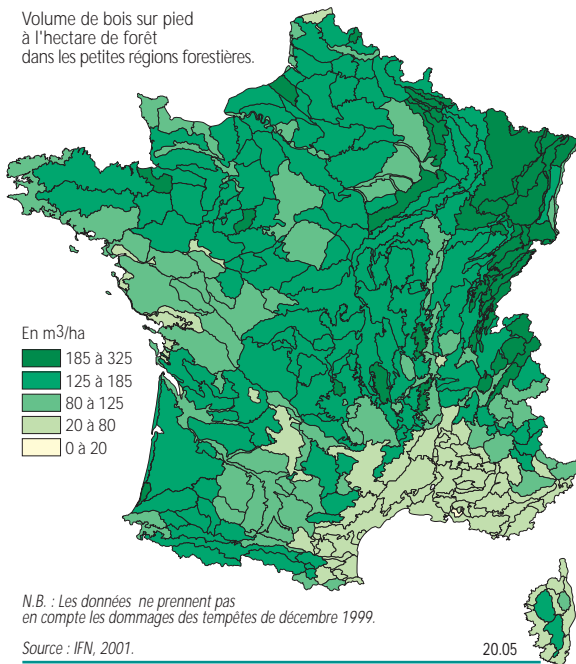 Volume de bois sur pied
à l'hectare de forêt
dans les petites régions forestières.
En m3/ha
185 à 325
125 à 185
80 à 125
20 à 80
0 à 20
N.B. : Les données ne prennent pas
en compte les dommages des tempêtes de décembre 1999.
Source : IFN, 2001.
20.05